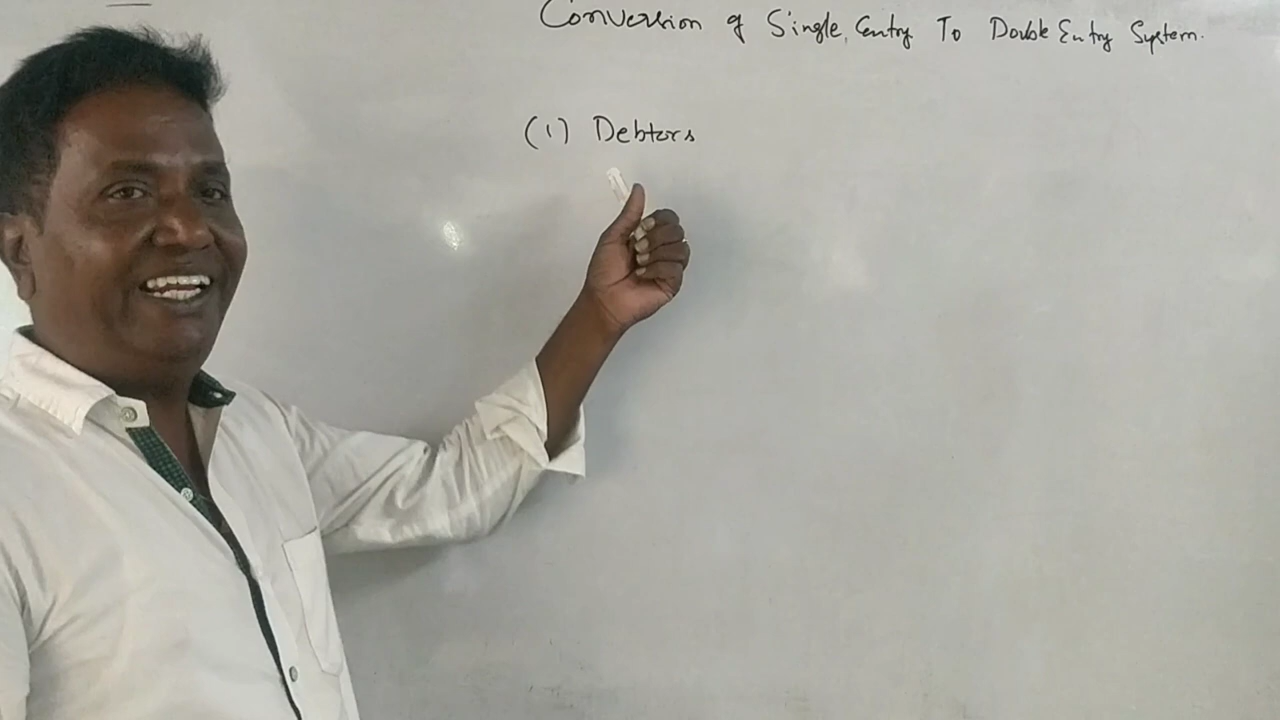 Conversion of Single Entry To Double Entry System.
(1) Debtors